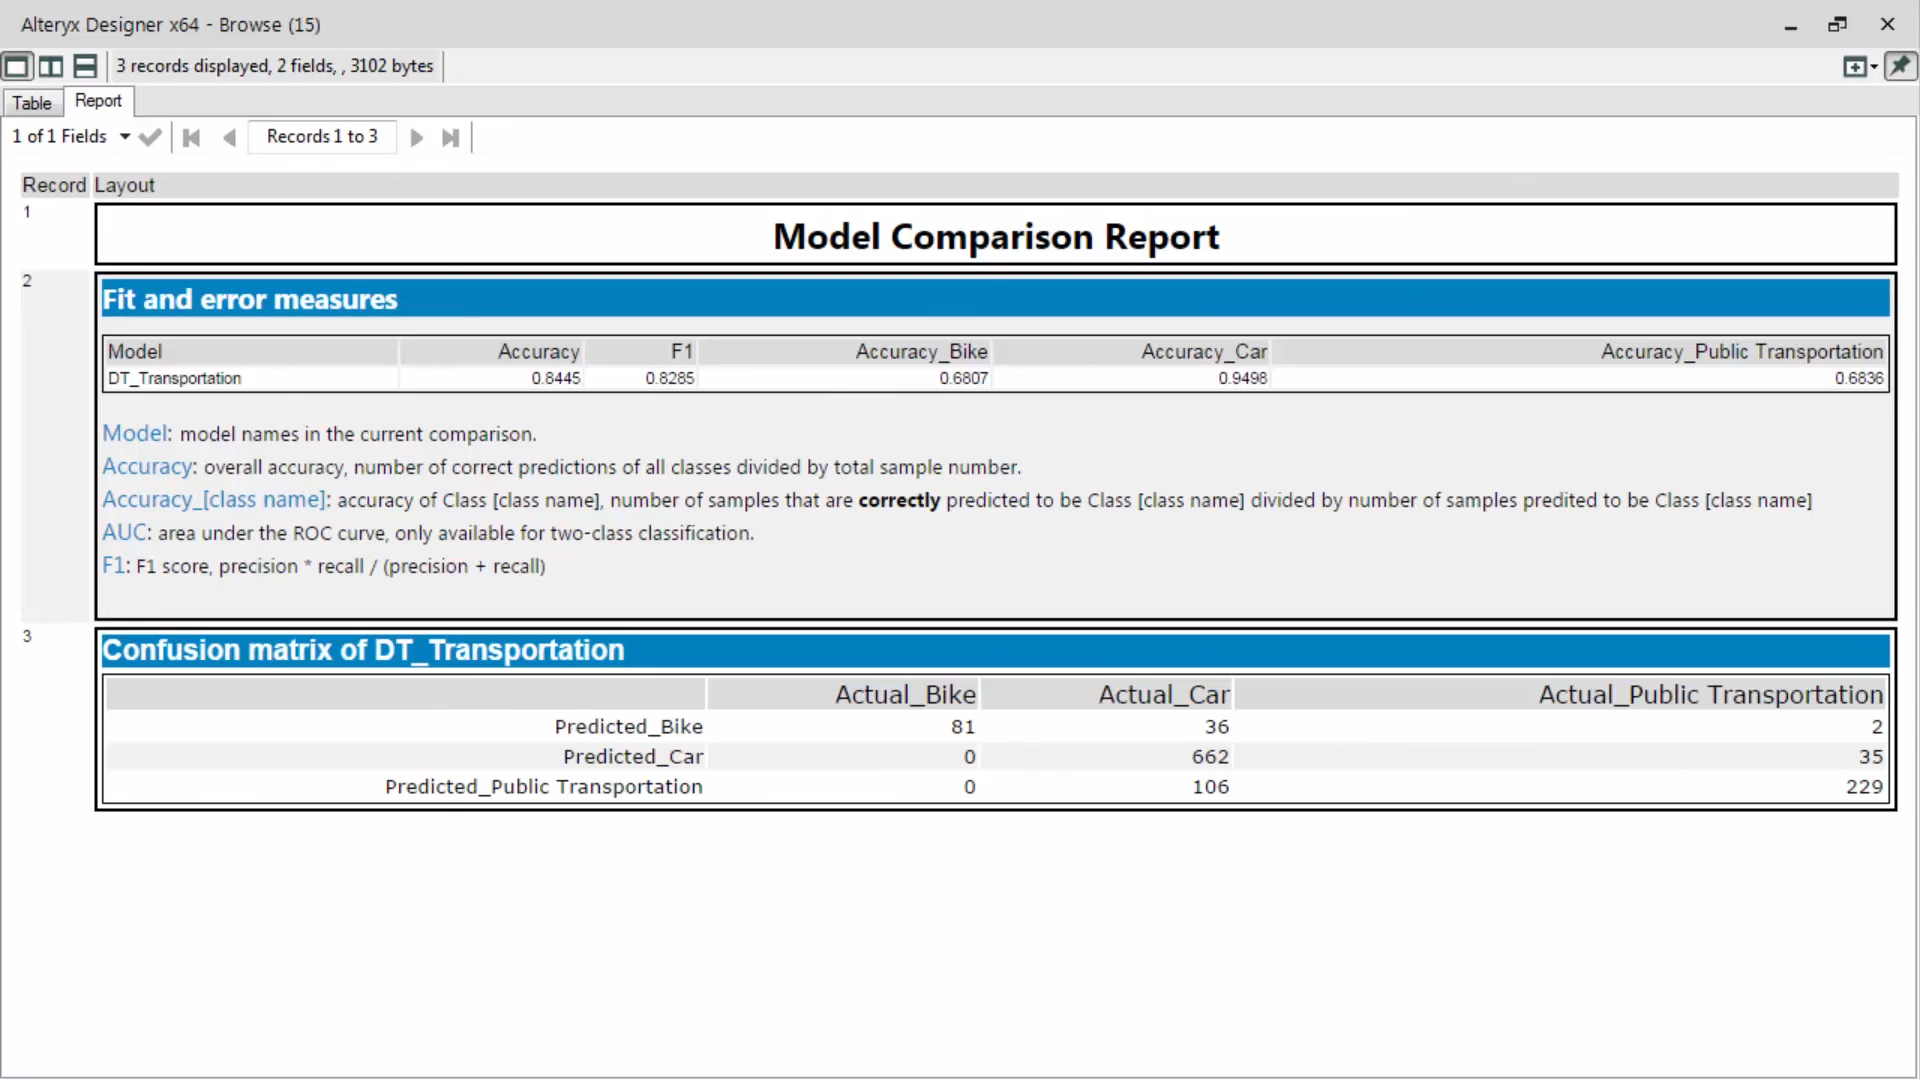 Alteryx Designer x64 - Browse (15)
3 records displayed, 2 fields, , 3102 bytes
Table Report
1 of 1 Fields Records 1 to 3
Record Layout
1
Model Comparison Report
2
Fit and error measures
Model Accuracy F1 Accuracy_Bike Accuracy_Car Accuracy_Public Transportation
DT_Transportation 0.8445 0.8285 0.6807 0.9498 0.6836
Model: model names in the current comparison.
Accuracy: overall accuracy, number of correct predictions of all classes divided by total sample number.
Accuracy_[class name]: accuracy of Class [class name], number of samples that are correctly predicted to be Class [class name] divided by number of samples predited to be Class [class name]
AUC: area under the ROC curve, only available for two-class classification.
F1: F1 score, precision * recall / (precision + recall)
3
Confusion matrix of DT_Transportation
Actual_Bike Actual_Car Actual_Public Transportation
Predicted_Bike 81 36 2
Predicted_Car 0 662 35
Predicted_Public Transportation 0 106 229